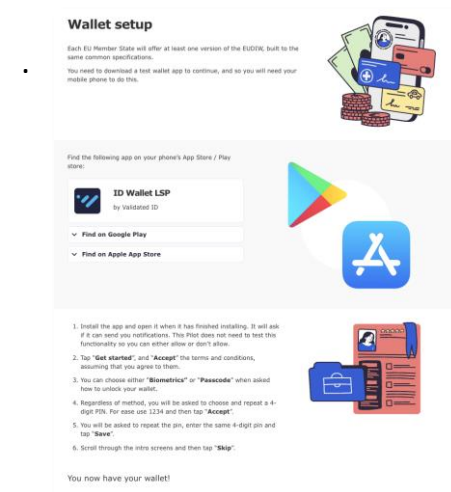 Wallet setup
Each EU Member State will offer at least one version of the EUDIW, built to the
same common specifications.
You need to download a test wallet app to continue, and so you will need your
mobile phone to do this.
Find the following app on your phone's App Store / Play
store:
ID Wallet LSP
by Validated ID
Find on Google Play
Find on Apple App Store
1. Install the app and open it when it has finished installing. It will ask
if it can send you notifications. This Pilot does not need to test this
functionality so you can either allow or don't allow.
2. Tap "Get started", and "Accept" the terms and conditions,
assuming that you agree to them.
3. You can choose either "Biometrics" or "Passcode" when asked
how to unlock your wallet.
4. Regardless of method, you will be asked to choose and repeat a 4-
digit PIN. For ease use 1234 and then tap "Accept".
5. You will be asked to repeat the pin, enter the same 4-digit pin and
tap "Save".
6. Scroll through the intro screens and then tap "Skip".
You now have your wallet!